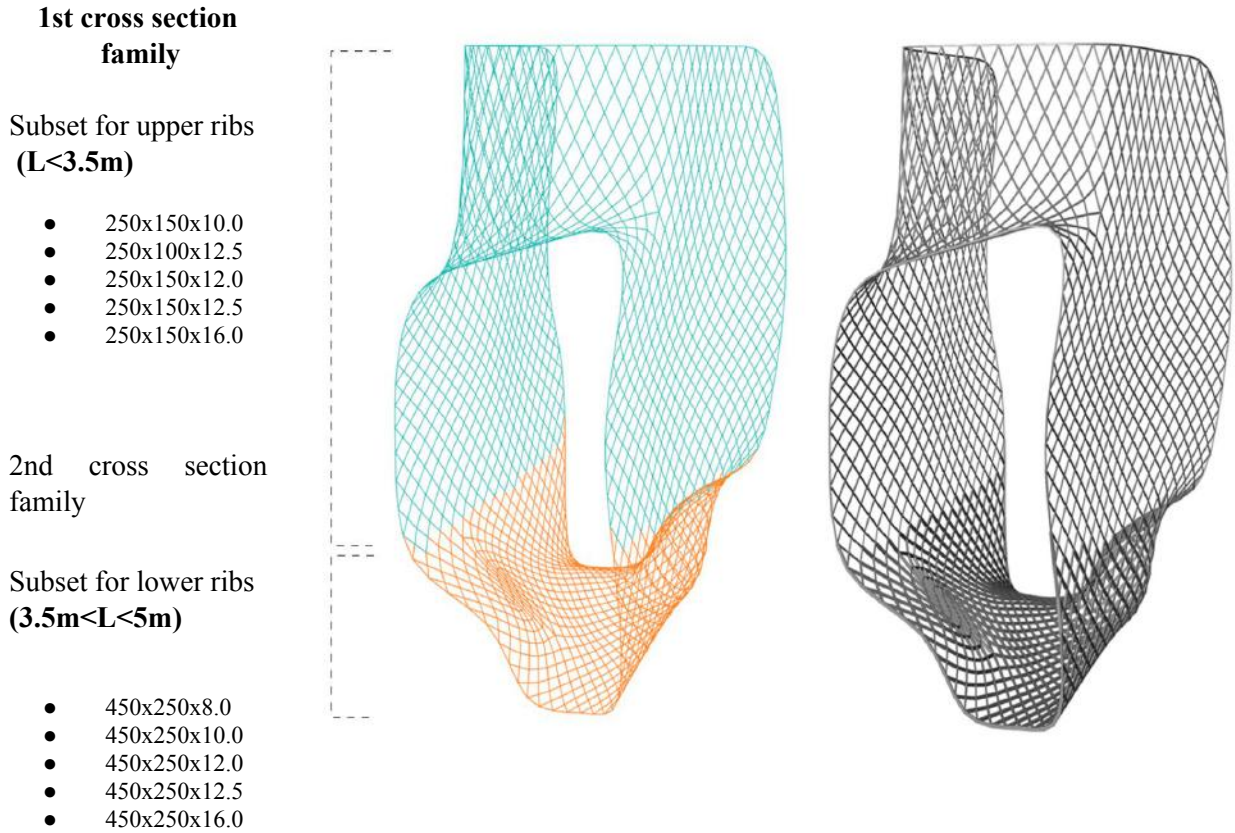 1st cross section
family
Subset for upper ribs
(L<3.5m)
● 250x150x10.0
● 250x100x12.5
● 250x150x12.0
● 250x150x12.5
● 250x150x16.0
2nd cross section
family
Subset for lower ribs
(3.5m<L<5m)
● 450x250x8.0
● 450x250x10.0
● 450x250x12.0
● 450x250x12.5
● 450x250x16.0